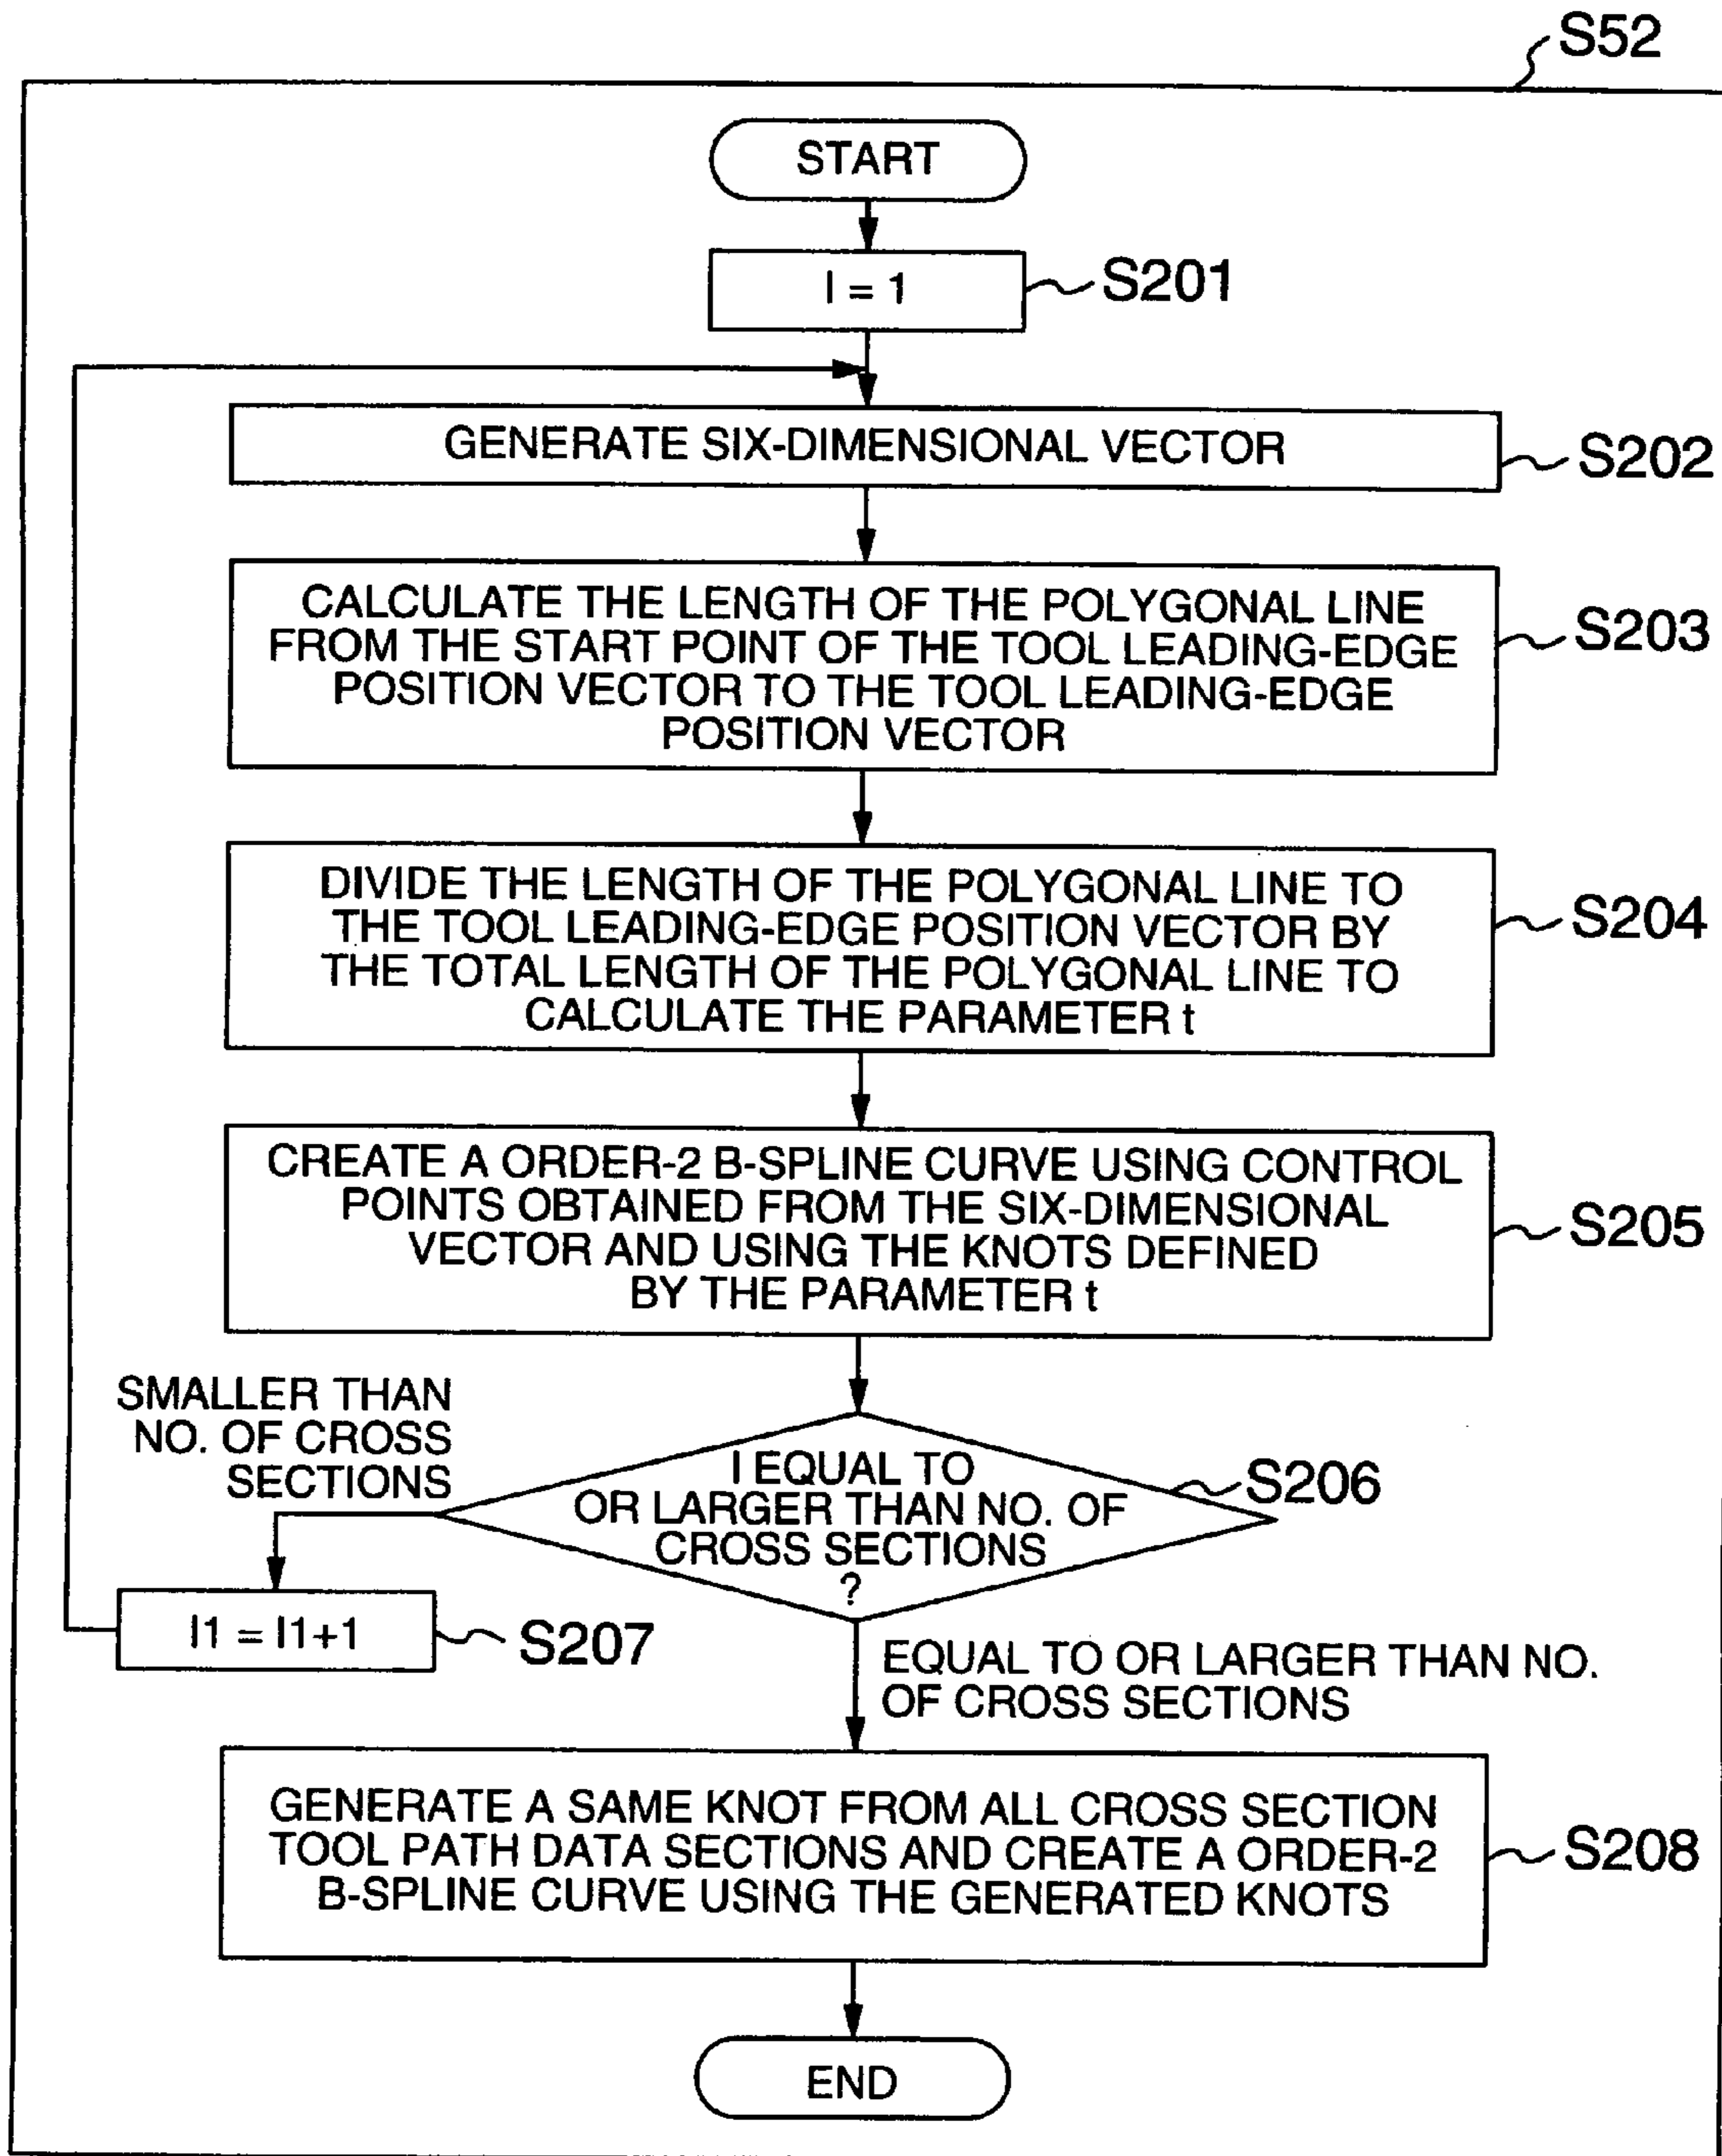 S52
START
I = 1
S201
GENERATE SIX-DIMENSIONAL VECTOR
S202
CALCULATE THE LENGTH OF THE POLYGONAL LINE
FROM THE START POINT OF THE TOOL LEADING-EDGE
POSITION VECTOR TO THE TOOL LEADING-EDGE
POSITION VECTOR
S203
DIVIDE THE LENGTH OF THE POLYGONAL LINE TO
THE TOOL LEADING-EDGE POSITION VECTOR BY
THE TOTAL LENGTH OF THE POLYGONAL LINE TO
CALCULATE THE PARAMETER t
S204
CREATE A ORDER-2 B-SPLINE CURVE USING CONTROL
POINTS OBTAINED FROM THE SIX-DIMENSIONAL
VECTOR AND USING THE KNOTS DEFINED
BY THE PARAMETER t
S205
SMALLER THAN
NO. OF CROSS
SECTIONS
I EQUAL TO
OR LARGER THAN NO. OF
CROSS SECTIONS
?
S206
I1 = I1+1
S207
EQUAL TO OR LARGER THAN NO.
OF CROSS SECTIONS
GENERATE A SAME KNOT FROM ALL CROSS SECTION
TOOL PATH DATA SECTIONS AND CREATE A ORDER-2
B-SPLINE CURVE USING THE GENERATED KNOTS
S208
END